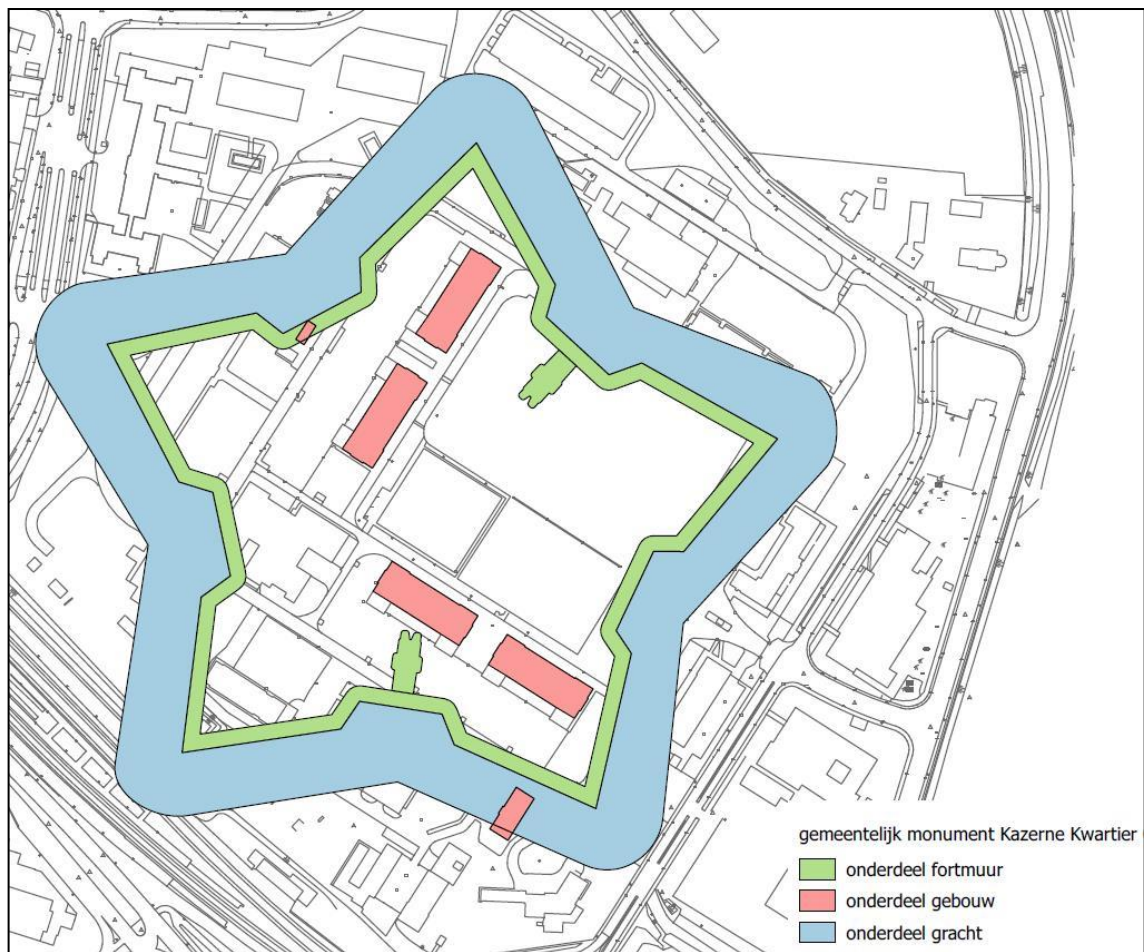 gemeentelijk monument Kazerne Kwartier
onderdeel fortmuur
onderdeel gebouw
onderdeel gracht